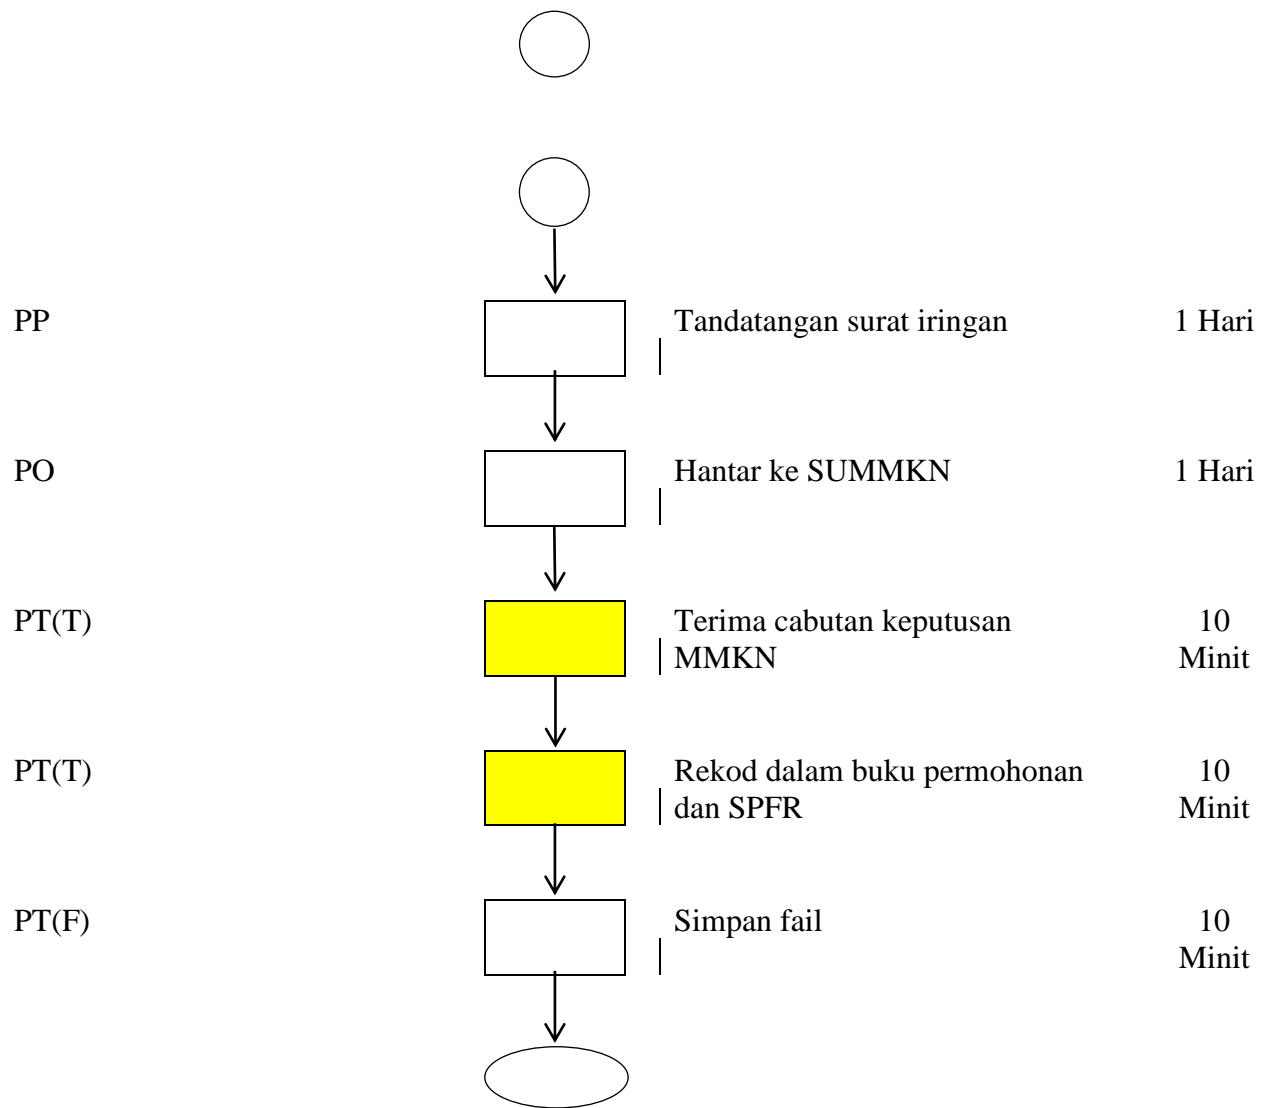 PP Tandatangan surat iringan 1 Hari
PO Hantar ke SUMMKN 1 Hari
PT(T) Terima cabutan keputusan 10
MMKN Minit
PT(T) Rekod dalam buku permohonan 10
dan SPFR Minit
PT(F) Simpan fail 10
Minit